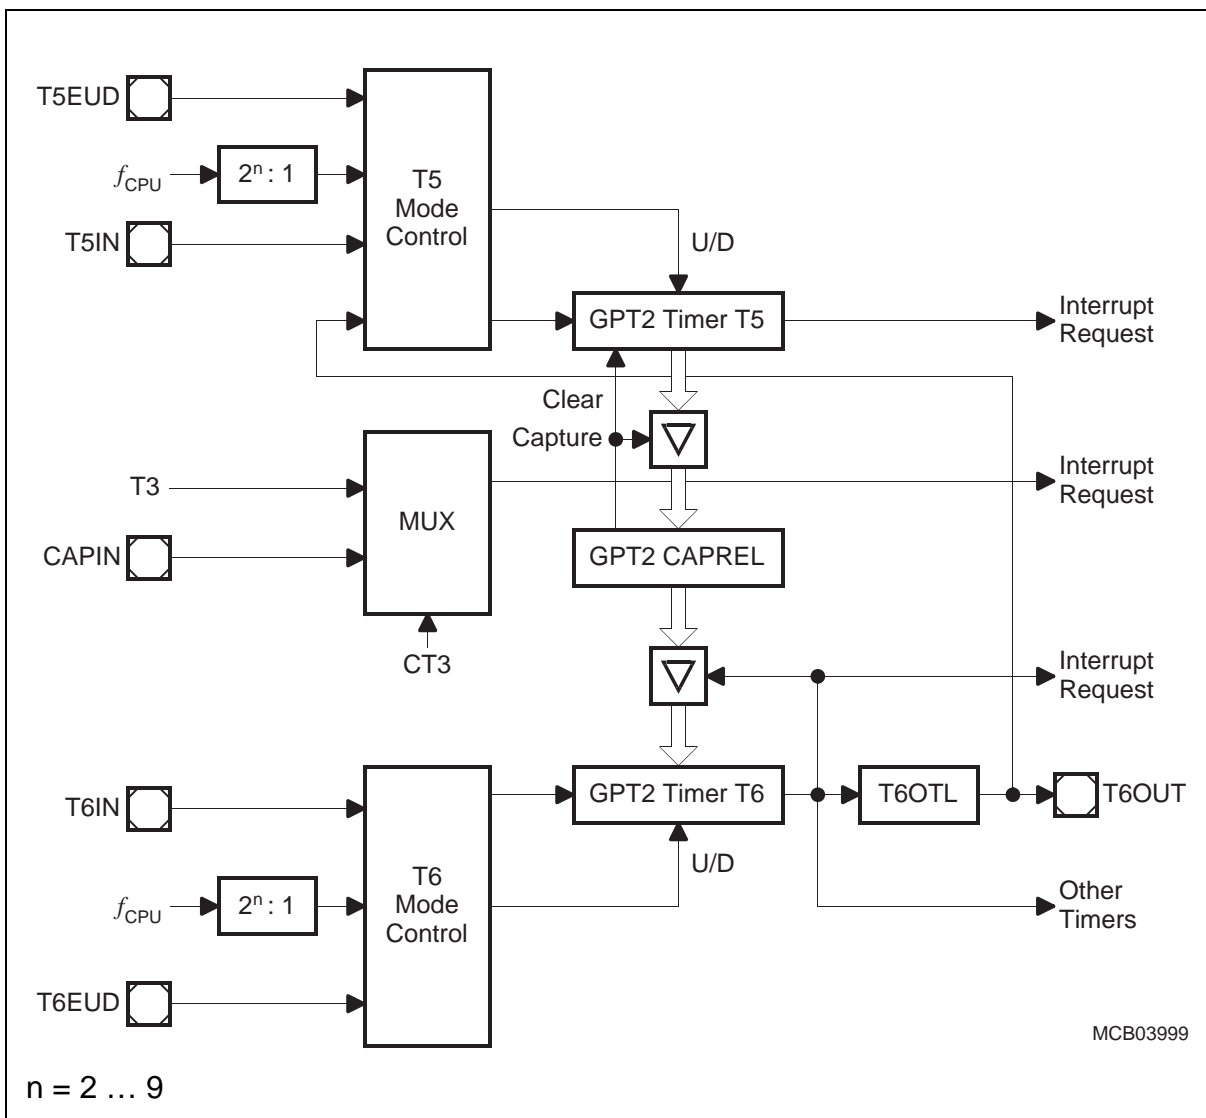 T5EUD
fCPU
2ⁿ : 1
T5IN
T5
Mode
Control
U/D
GPT2 Timer T5
Interrupt
Request
Clear
Capture
T3
CAPIN
MUX
CT3
Interrupt
Request
GPT2 CAPREL
Interrupt
Request
T6IN
fCPU
2ⁿ : 1
T6EUD
T6
Mode
Control
GPT2 Timer T6
U/D
T6OTL
T6OUT
Other
Timers
MCB03999
n = 2 … 9